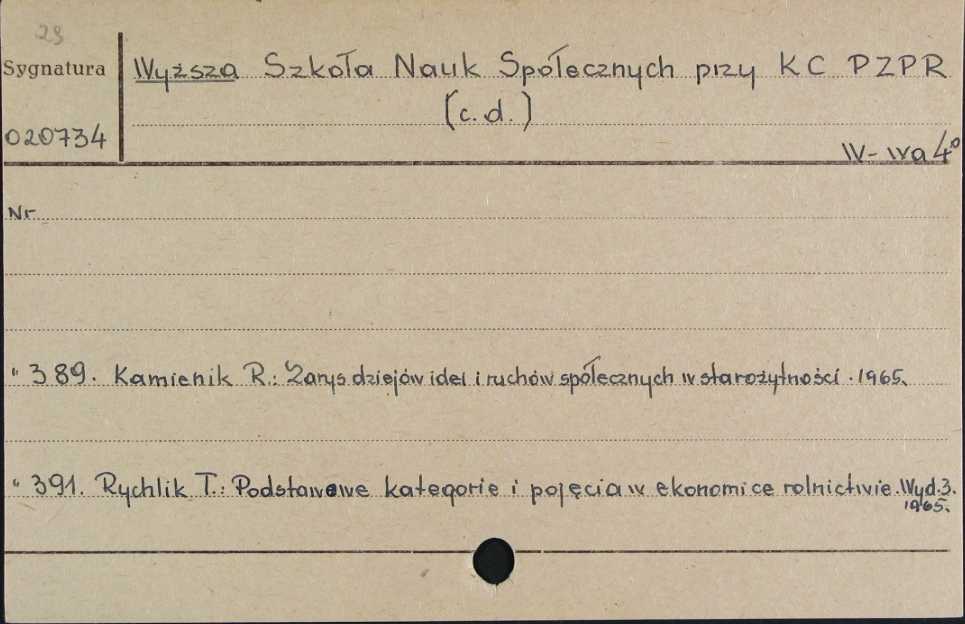 29
Sygnatura Wyższa Szkoła Nauk Społecznych przy KC PZPR
(c.d.)
020734
W-wa 4°
Nr
" 389. Kamienik R.: Zarys dziejów idei i ruchów społecznych w starożytności. 1965.
" 391. Rychlik T.: Podstawowe kategorie i pojęcia w ekonomice rolnictwie. Wyd. 3.
1965.